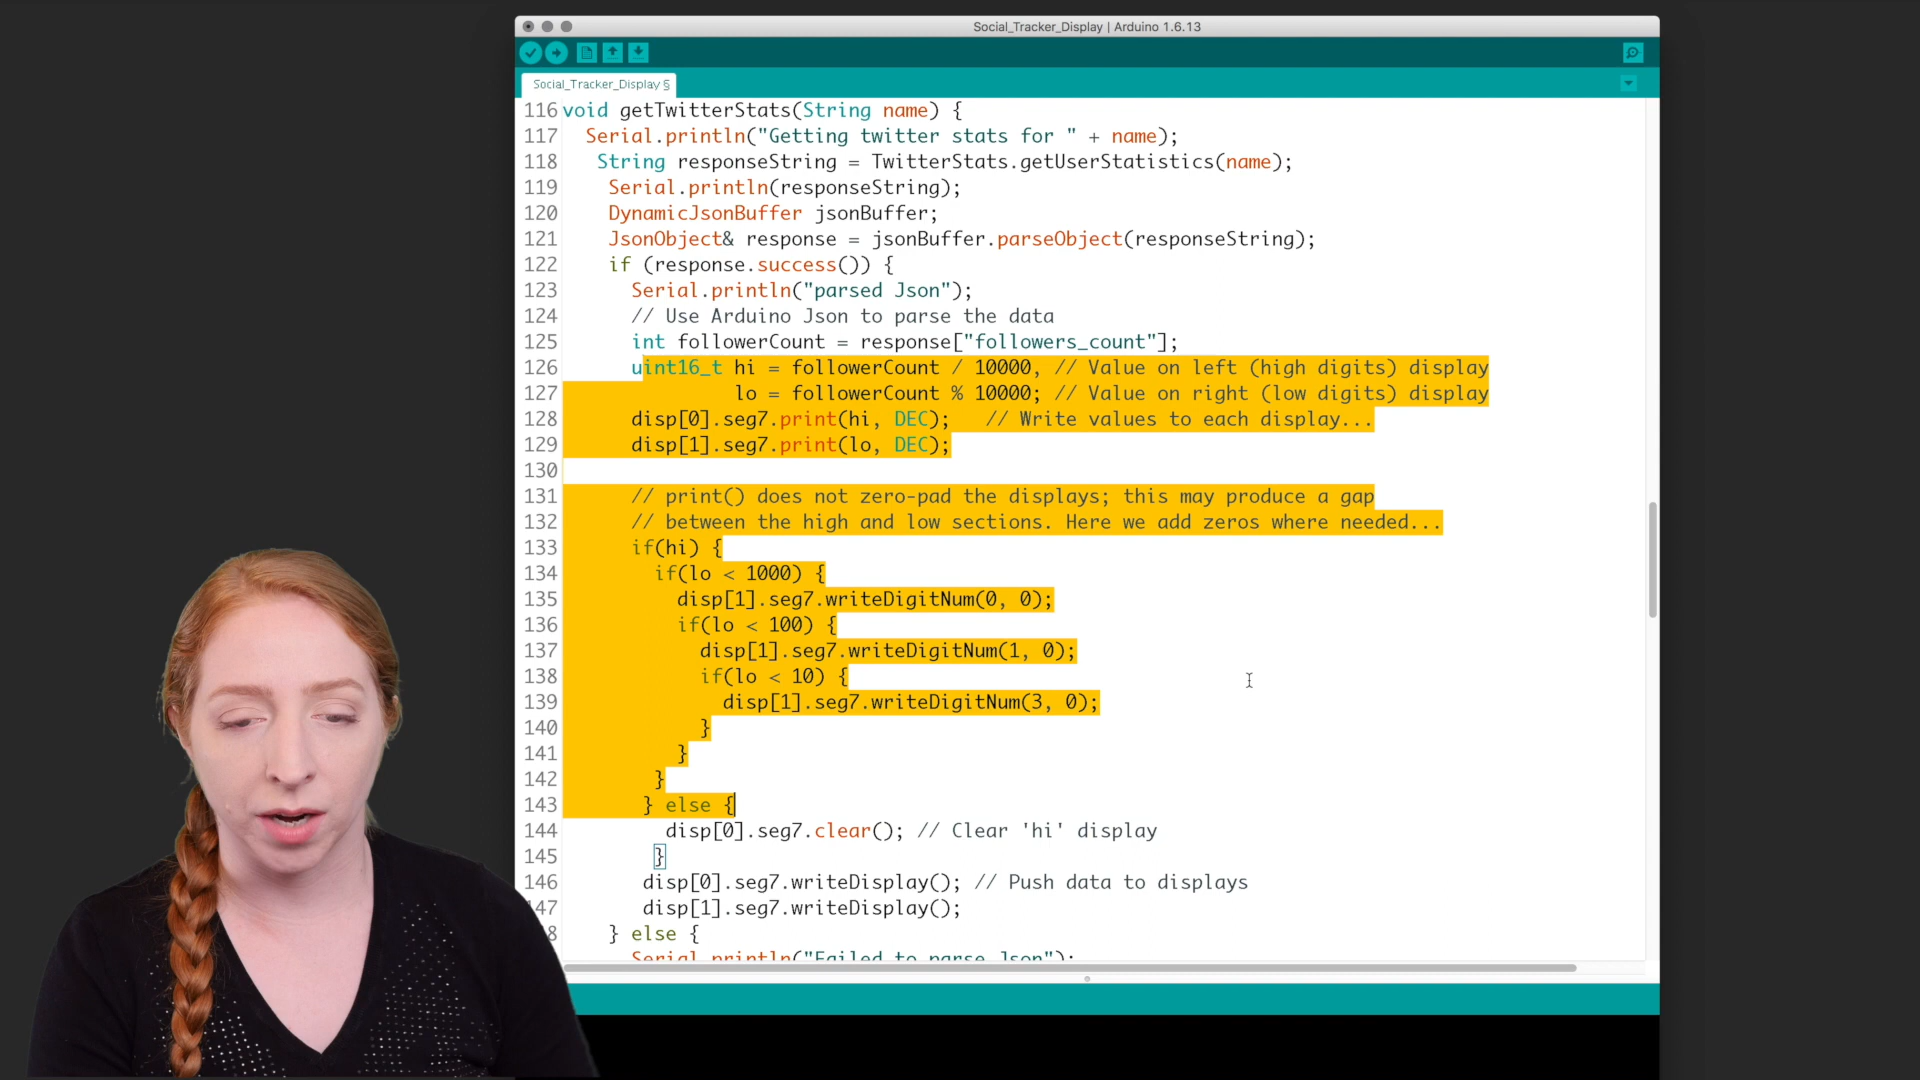 Social_Tracker_Display | Arduino 1.6.13
Social_Tracker_Display §
116 void getTwitterStats(String name) {
117 Serial.println("Getting twitter stats for " + name);
118 String responseString = TwitterStats.getUserStatistics(name);
119 Serial.println(responseString);
120 DynamicJsonBuffer jsonBuffer;
121 JsonObject& response = jsonBuffer.parseObject(responseString);
122 if (response.success()) {
123 Serial.println("parsed Json");
124 // Use Arduino Json to parse the data
125 int followerCount = response["followers_count"];
126 uint16_t hi = followerCount / 10000, // Value on left (high digits) display
127 lo = followerCount % 10000; // Value on right (low digits) display
128 disp[0].seg7.print(hi, DEC); // Write values to each display...
129 disp[1].seg7.print(lo, DEC);
130
131 // print() does not zero-pad the displays; this may produce a gap
132 // between the high and low sections. Here we add zeros where needed...
133 if(hi) {
134 if(lo < 1000) {
135 disp[1].seg7.writeDigitNum(0, 0);
136 if(lo < 100) {
137 disp[1].seg7.writeDigitNum(1, 0);
138 if(lo < 10) {
139 disp[1].seg7.writeDigitNum(3, 0);
140 }
141 }
142 }
143 } else {
144 disp[0].seg7.clear(); // Clear 'hi' display
145 }
146 disp[0].seg7.writeDisplay(); // Push data to displays
47 disp[1].seg7.writeDisplay();
8 } else {
Serial.println("Failed to parse Json");